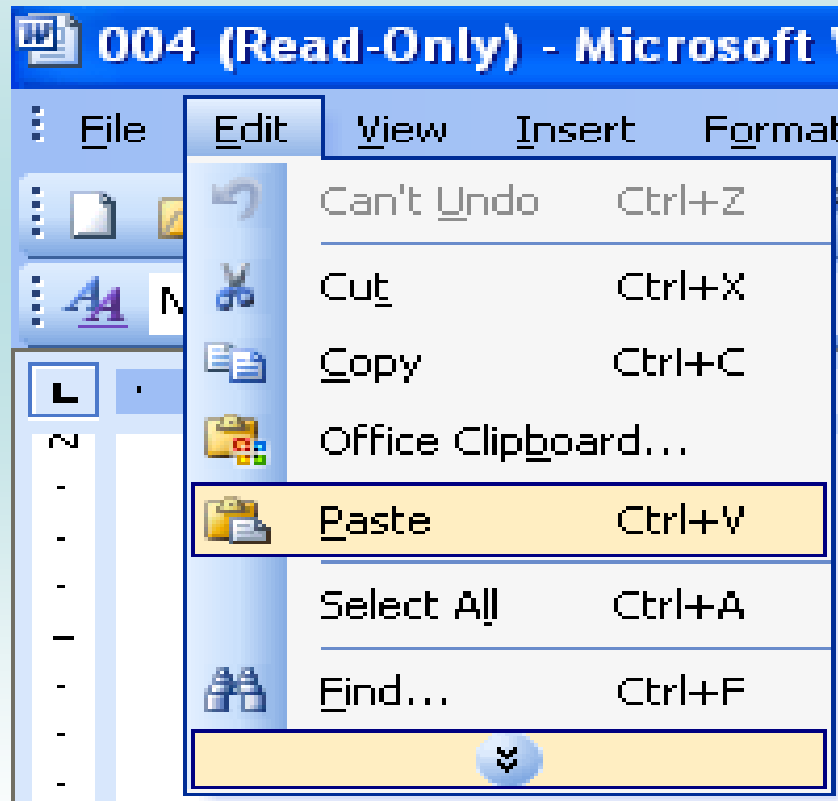 004 (Read-Only) - Microsoft
File Edit View Insert Format
Can't Undo Ctrl+Z
Cut Ctrl+X
Copy Ctrl+C
Office Clipboard...
Paste Ctrl+V
Select All Ctrl+A
Find... Ctrl+F